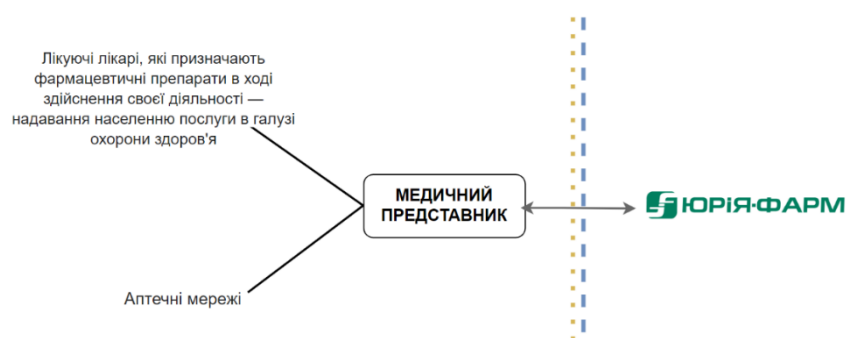 Лікуючі лікарі, які призначають
фармацевтичні препарати в ході
здійснення своєї діяльності —
надавання населенню послуги в галузі
охорони здоров'я
МЕДИЧНИЙ
ПРЕДСТАВНИК
ЮРіЯ·ФАРМ
Аптечні мережі